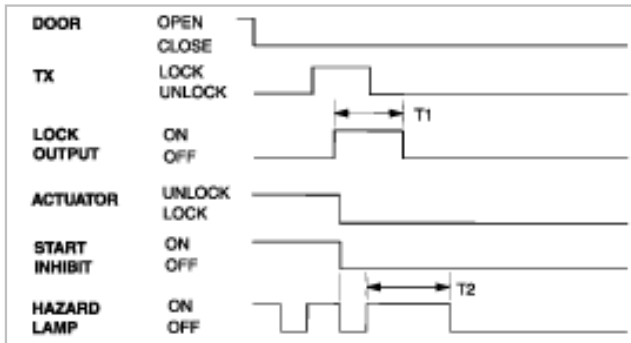 DOOR OPEN
CLOSE
TX LOCK
UNLOCK
T1
LOCK ON
OUTPUT OFF
ACTUATOR UNLOCK
LOCK
START ON
INHIBIT OFF
T2
HAZARD ON
LAMP OFF